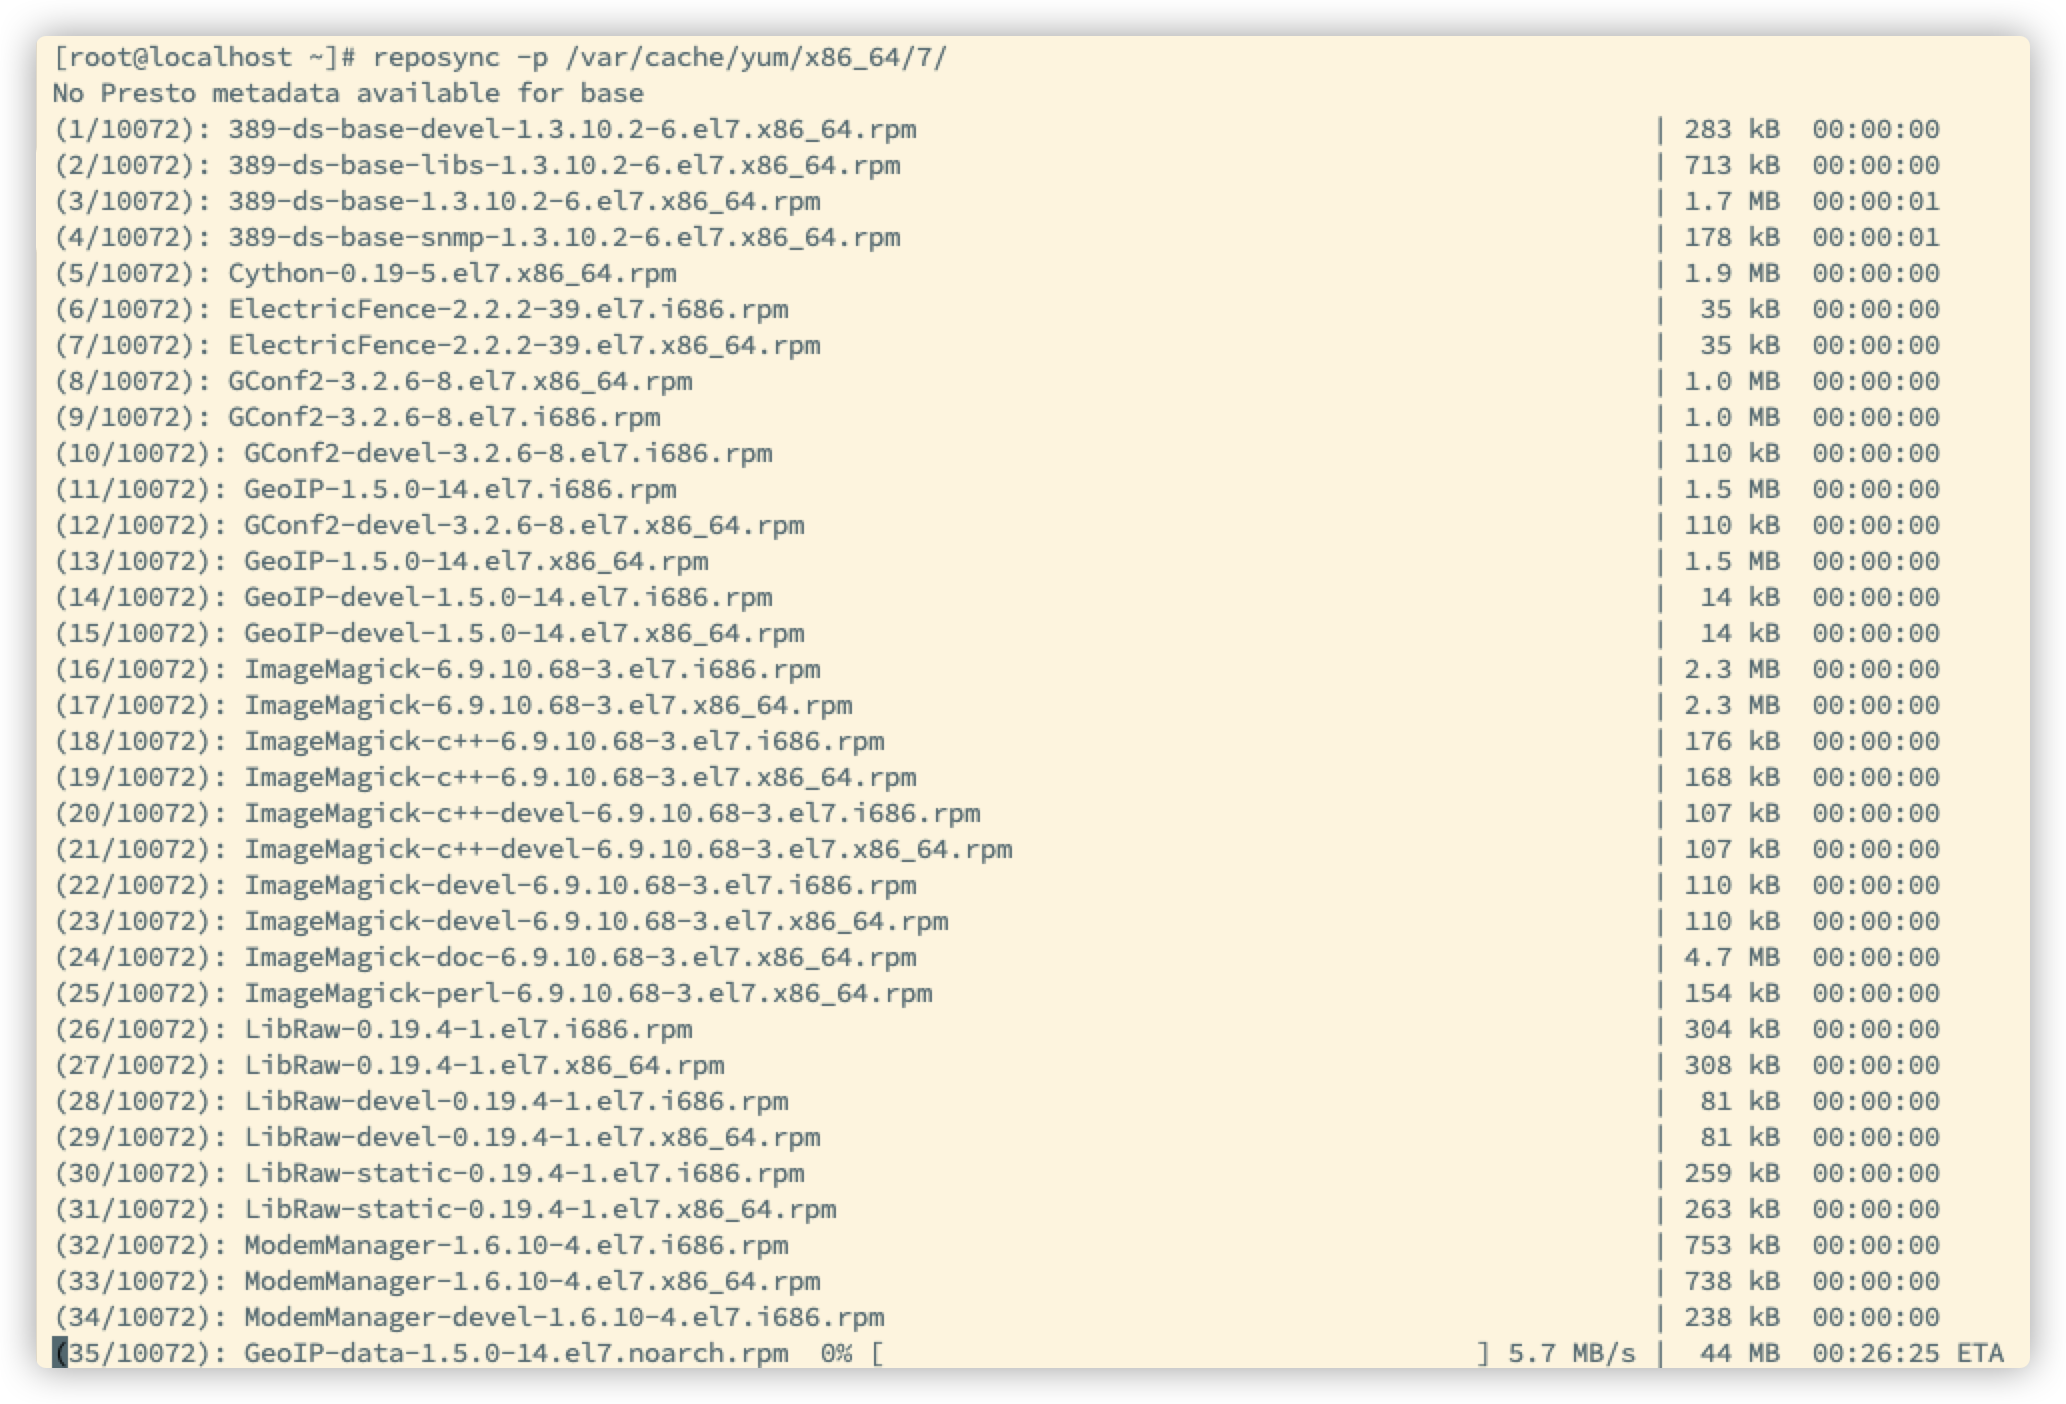 [root@localhost ~]# reposync -p /var/cache/yum/x86_64/7/
No Presto metadata available for base
(1/10072): 389-ds-base-devel-1.3.10.2-6.el7.x86_64.rpm | 283 kB 00:00:00
(2/10072): 389-ds-base-libs-1.3.10.2-6.el7.x86_64.rpm | 713 kB 00:00:00
(3/10072): 389-ds-base-1.3.10.2-6.el7.x86_64.rpm | 1.7 MB 00:00:01
(4/10072): 389-ds-base-snmp-1.3.10.2-6.el7.x86_64.rpm | 178 kB 00:00:01
(5/10072): Cython-0.19-5.el7.x86_64.rpm | 1.9 MB 00:00:00
(6/10072): ElectricFence-2.2.2-39.el7.i686.rpm | 35 kB 00:00:00
(7/10072): ElectricFence-2.2.2-39.el7.x86_64.rpm | 35 kB 00:00:00
(8/10072): GConf2-3.2.6-8.el7.x86_64.rpm | 1.0 MB 00:00:00
(9/10072): GConf2-3.2.6-8.el7.i686.rpm | 1.0 MB 00:00:00
(10/10072): GConf2-devel-3.2.6-8.el7.i686.rpm | 110 kB 00:00:00
(11/10072): GeoIP-1.5.0-14.el7.i686.rpm | 1.5 MB 00:00:00
(12/10072): GConf2-devel-3.2.6-8.el7.x86_64.rpm | 110 kB 00:00:00
(13/10072): GeoIP-1.5.0-14.el7.x86_64.rpm | 1.5 MB 00:00:00
(14/10072): GeoIP-devel-1.5.0-14.el7.i686.rpm | 14 kB 00:00:00
(15/10072): GeoIP-devel-1.5.0-14.el7.x86_64.rpm | 14 kB 00:00:00
(16/10072): ImageMagick-6.9.10.68-3.el7.i686.rpm | 2.3 MB 00:00:00
(17/10072): ImageMagick-6.9.10.68-3.el7.x86_64.rpm | 2.3 MB 00:00:00
(18/10072): ImageMagick-c++-6.9.10.68-3.el7.i686.rpm | 176 kB 00:00:00
(19/10072): ImageMagick-c++-6.9.10.68-3.el7.x86_64.rpm | 168 kB 00:00:00
(20/10072): ImageMagick-c++-devel-6.9.10.68-3.el7.i686.rpm | 107 kB 00:00:00
(21/10072): ImageMagick-c++-devel-6.9.10.68-3.el7.x86_64.rpm | 107 kB 00:00:00
(22/10072): ImageMagick-devel-6.9.10.68-3.el7.i686.rpm | 110 kB 00:00:00
(23/10072): ImageMagick-devel-6.9.10.68-3.el7.x86_64.rpm | 110 kB 00:00:00
(24/10072): ImageMagick-doc-6.9.10.68-3.el7.x86_64.rpm | 4.7 MB 00:00:00
(25/10072): ImageMagick-perl-6.9.10.68-3.el7.x86_64.rpm | 154 kB 00:00:00
(26/10072): LibRaw-0.19.4-1.el7.i686.rpm | 304 kB 00:00:00
(27/10072): LibRaw-0.19.4-1.el7.x86_64.rpm | 308 kB 00:00:00
(28/10072): LibRaw-devel-0.19.4-1.el7.i686.rpm | 81 kB 00:00:00
(29/10072): LibRaw-devel-0.19.4-1.el7.x86_64.rpm | 81 kB 00:00:00
(30/10072): LibRaw-static-0.19.4-1.el7.i686.rpm | 259 kB 00:00:00
(31/10072): LibRaw-static-0.19.4-1.el7.x86_64.rpm | 263 kB 00:00:00
(32/10072): ModemManager-1.6.10-4.el7.i686.rpm | 753 kB 00:00:00
(33/10072): ModemManager-1.6.10-4.el7.x86_64.rpm | 738 kB 00:00:00
(34/10072): ModemManager-devel-1.6.10-4.el7.i686.rpm | 238 kB 00:00:00
(35/10072): GeoIP-data-1.5.0-14.el7.noarch.rpm 0% [ ] 5.7 MB/s | 44 MB 00:26:25 ETA